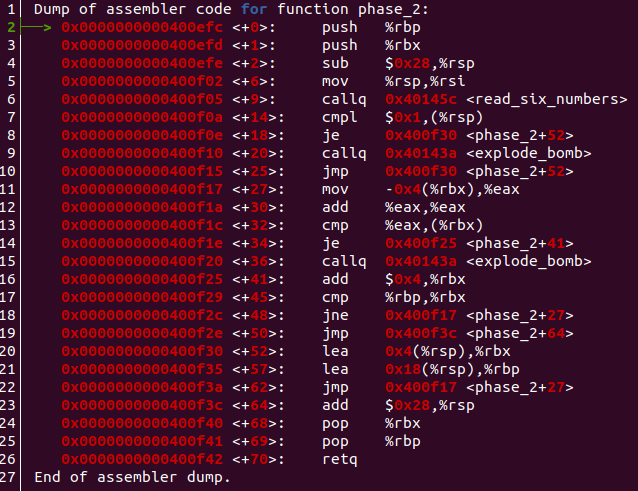 1 Dump of assembler code for function phase_2:
2 ──> 0x0000000000400efc <+0>: push %rbp
3 0x0000000000400efd <+1>: push %rbx
4 0x0000000000400efe <+2>: sub $0x28,%rsp
5 0x0000000000400f02 <+6>: mov %rsp,%rsi
6 0x0000000000400f05 <+9>: callq 0x40145c <read_six_numbers>
7 0x0000000000400f0a <+14>: cmpl $0x1,(%rsp)
8 0x0000000000400f0e <+18>: je 0x400f30 <phase_2+52>
9 0x0000000000400f10 <+20>: callq 0x40143a <explode_bomb>
10 0x0000000000400f15 <+25>: jmp 0x400f30 <phase_2+52>
11 0x0000000000400f17 <+27>: mov -0x4(%rbx),%eax
12 0x0000000000400f1a <+30>: add %eax,%eax
13 0x0000000000400f1c <+32>: cmp %eax,(%rbx)
14 0x0000000000400f1e <+34>: je 0x400f25 <phase_2+41>
15 0x0000000000400f20 <+36>: callq 0x40143a <explode_bomb>
16 0x0000000000400f25 <+41>: add $0x4,%rbx
17 0x0000000000400f29 <+45>: cmp %rbp,%rbx
18 0x0000000000400f2c <+48>: jne 0x400f17 <phase_2+27>
19 0x0000000000400f2e <+50>: jmp 0x400f3c <phase_2+64>
20 0x0000000000400f30 <+52>: lea 0x4(%rsp),%rbx
21 0x0000000000400f35 <+57>: lea 0x18(%rsp),%rbp
22 0x0000000000400f3a <+62>: jmp 0x400f17 <phase_2+27>
23 0x0000000000400f3c <+64>: add $0x28,%rsp
24 0x0000000000400f40 <+68>: pop %rbx
25 0x0000000000400f41 <+69>: pop %rbp
26 0x0000000000400f42 <+70>: retq
27 End of assembler dump.